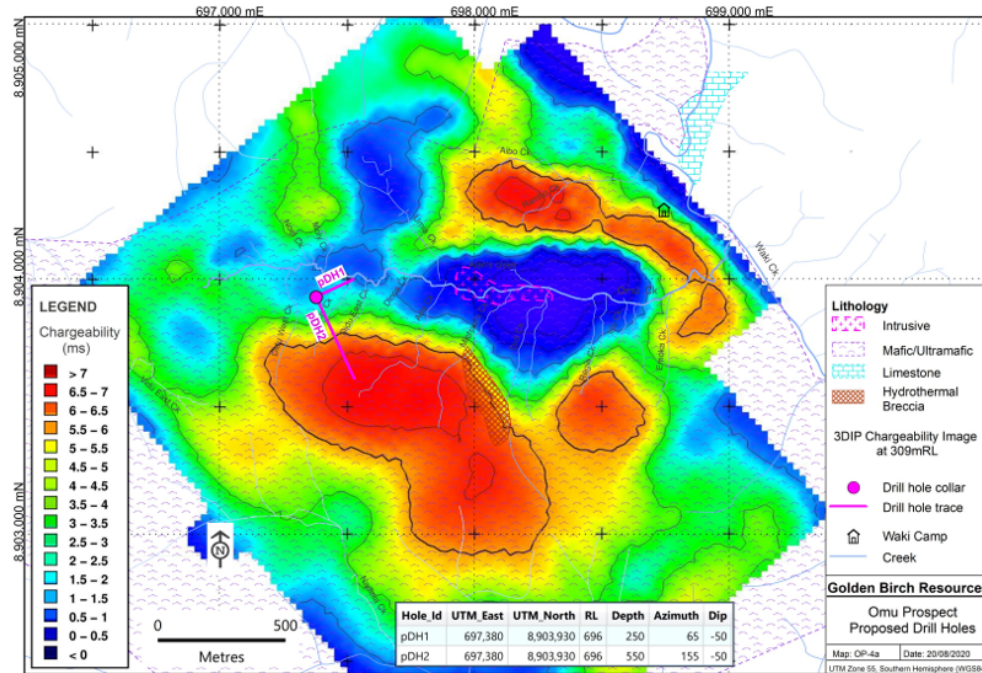 697,000 mE
698,000 mE
699,000 mE
8,905,000 mN
8,904,000 mN
8,903,000 mN
Aibo Ck
Waki Ck
Emoka Ck
pDH1
pDH2
LEGEND
Chargeability
(ms)
> 7
6.5 – 7
6 – 6.5
5.5 – 6
5 – 5.5
4.5 – 5
4 – 4.5
3.5 – 4
3 – 3.5
2.5 – 3
2 – 2.5
1.5 – 2
1 – 1.5
0.5 – 1
0 – 0.5
< 0
N
0
500
Metres
Hole_Id UTM_East UTM_North RL Depth Azimuth Dip
pDH1 697,380 8,903,930 696 250 65 -50
pDH2 697,380 8,903,930 696 550 155 -50
Lithology
Intrusive
Mafic/Ultramafic
Limestone
Hydrothermal
Breccia
3DIP Chargeability Image
at 309mRL
Drill hole collar
Drill hole trace
Waki Camp
Creek
Golden Birch Resource
Omu Prospect
Proposed Drill Holes
Map: OP-4a
Date: 20/08/2020
UTM Zone 55, Southern Hemisphere (WGS84